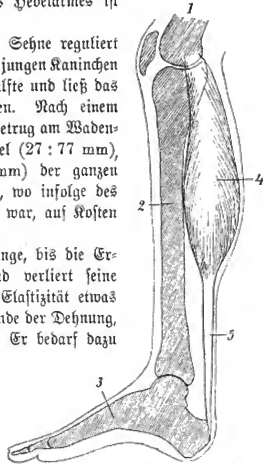 s Hebelarmes ist
Sehne reguliert
jungen Kaninchen
lfte und ließ das
en. Nach einem
etrug am Waden-
el (27 : 77 mm),
mm) der ganzen
, wo infolge des
war, auf Kosten
nge, bis die Er-
d verliert seine
Elastizität etwas
nde der Dehnung,
Er bedarf dazu
1
2
3
4
5